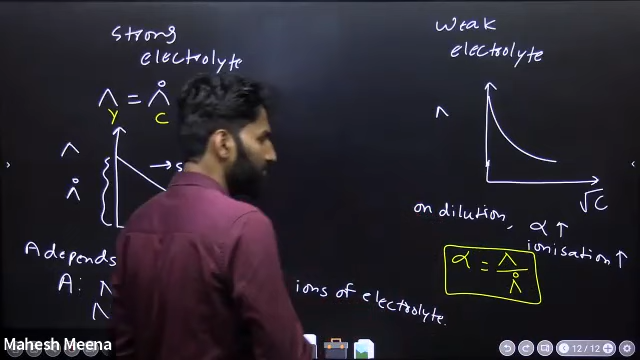 strong
electrolyte
Λ = Λ°
y c
Λ
Λ°
A depends
A:
ions of electrolyte.
Weak
electrolyte
Λ
√C
on dilution, α↑
ionisation↑
α = Λ/Λ°
Mahesh Meena
12 / 12